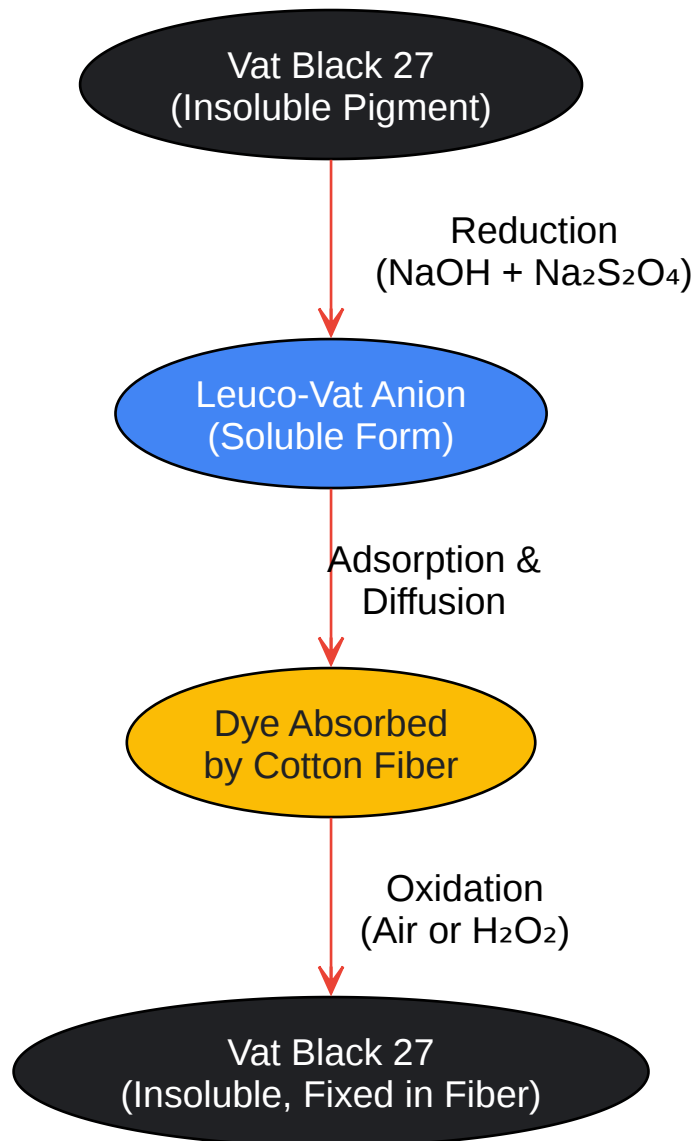 Vat Black 27
(Insoluble Pigment)
Reduction
(NaOH + Na₂S₂O₄)
Leuco-Vat Anion
(Soluble Form)
Adsorption &
Diffusion
Dye Absorbed
by Cotton Fiber
Oxidation
(Air or H₂O₂)
Vat Black 27
(Insoluble, Fixed in Fiber)